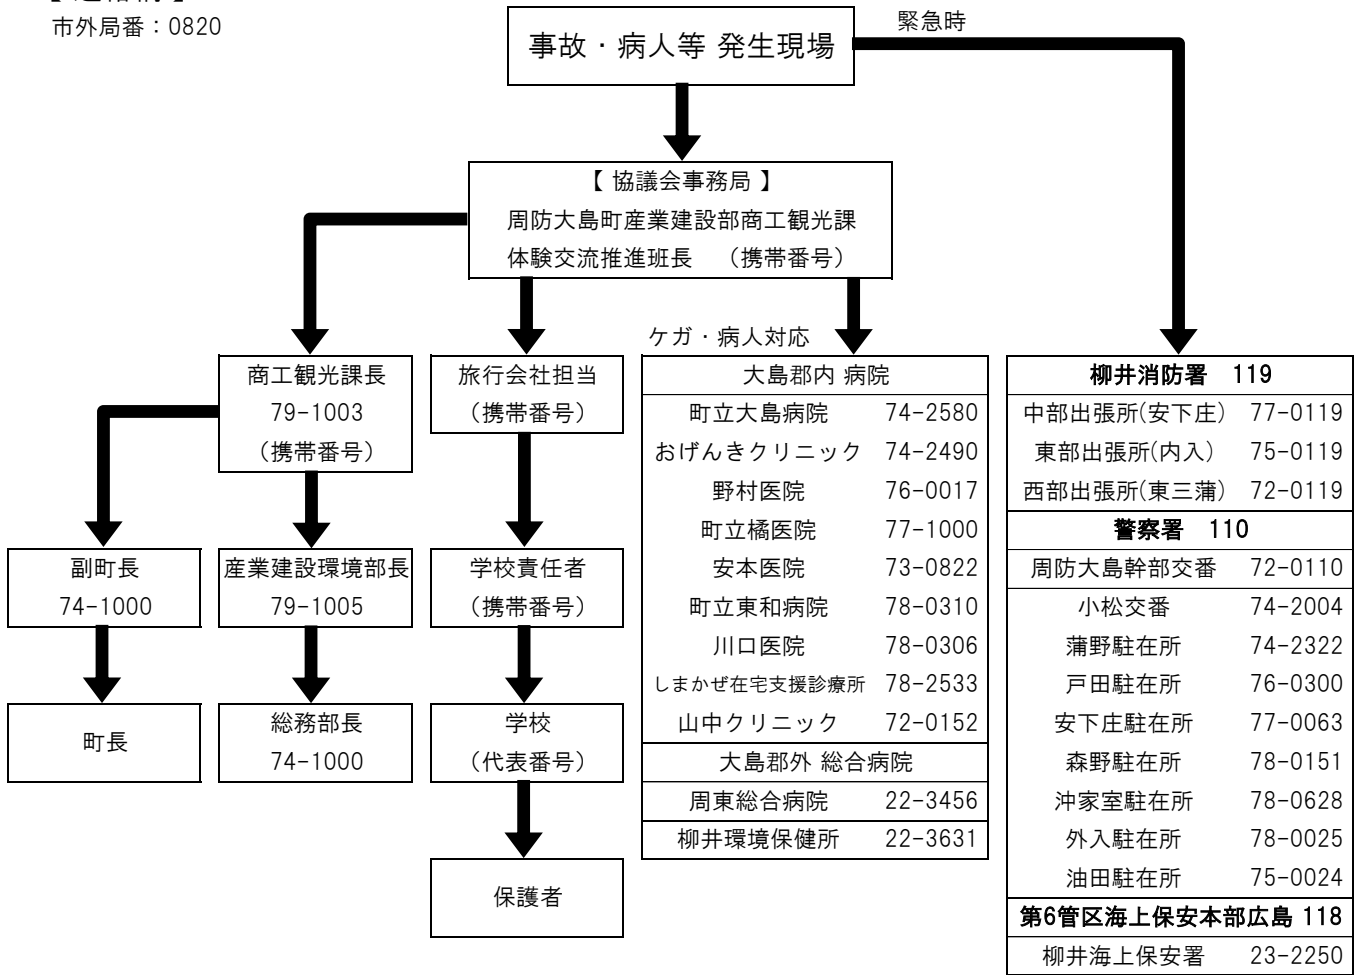 【 連絡網 】
市外局番：0820
事故・病人等 発生現場
緊急時
【 協議会事務局 】
周防大島町産業建設部商工観光課
体験交流推進班長 （携帯番号）
商工観光課長
79-1003
（携帯番号）
副町長
74-1000
町長
産業建設環境部長
79-1005
総務部長
74-1000
旅行会社担当
（携帯番号）
学校責任者
（携帯番号）
学校
（代表番号）
保護者
ケガ・病人対応
大島郡内 病院
町立大島病院 74-2580
おげんきクリニック 74-2490
野村医院 76-0017
町立橘医院 77-1000
安本医院 73-0822
町立東和病院 78-0310
川口医院 78-0306
しまかぜ在宅支援診療所 78-2533
山中クリニック 72-0152
大島郡外 総合病院
周東総合病院 22-3456
柳井環境保健所 22-3631
柳井消防署 119
中部出張所(安下庄) 77-0119
東部出張所(内入) 75-0119
西部出張所(東三蒲) 72-0119
警察署 110
周防大島幹部交番 72-0110
小松交番 74-2004
蒲野駐在所 74-2322
戸田駐在所 76-0300
安下庄駐在所 77-0063
森野駐在所 78-0151
沖家室駐在所 78-0628
外入駐在所 78-0025
油田駐在所 75-0024
第6管区海上保安本部広島 118
柳井海上保安署 23-2250